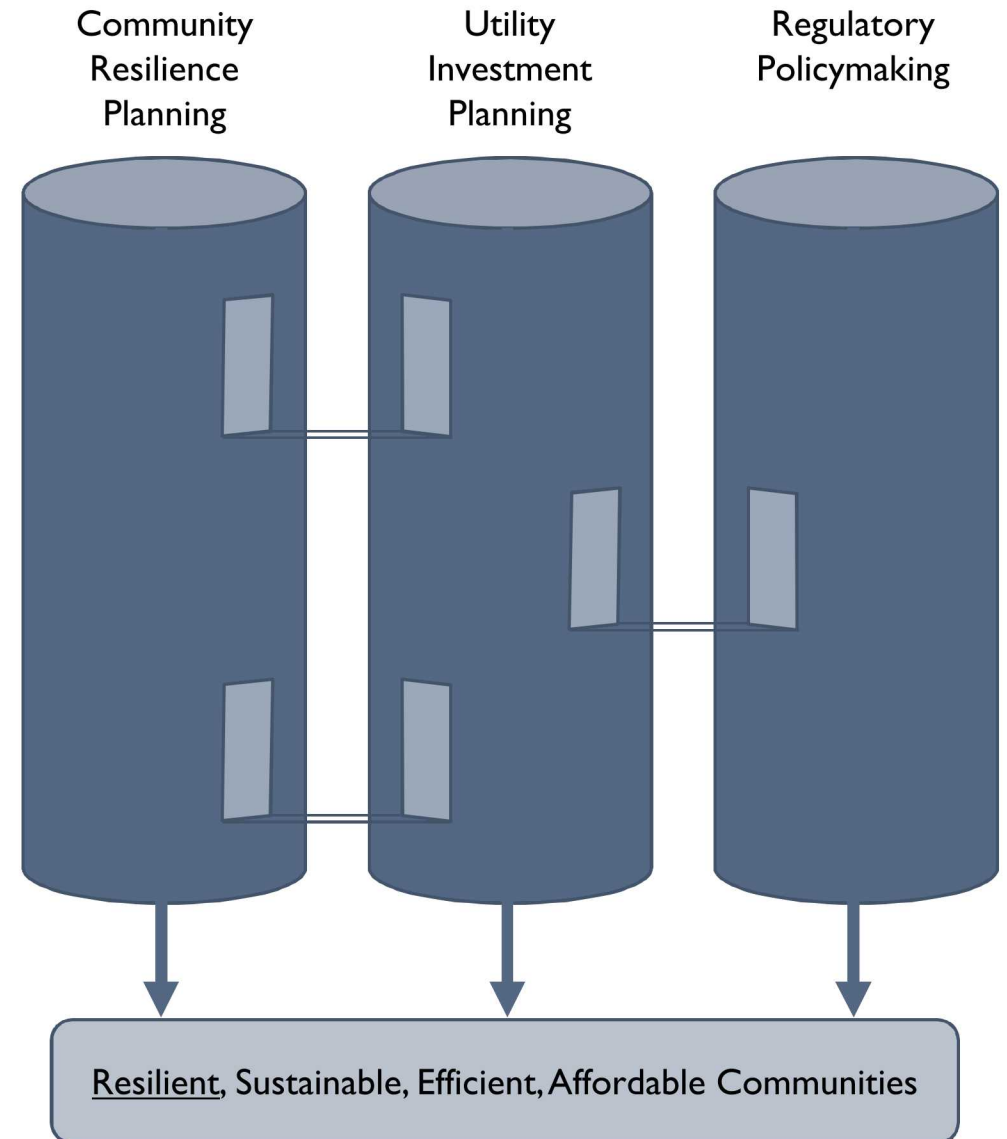 Community
Resilience
Planning
Utility
Investment
Planning
Regulatory
Policymaking
Resilient, Sustainable, Efficient, Affordable Communities